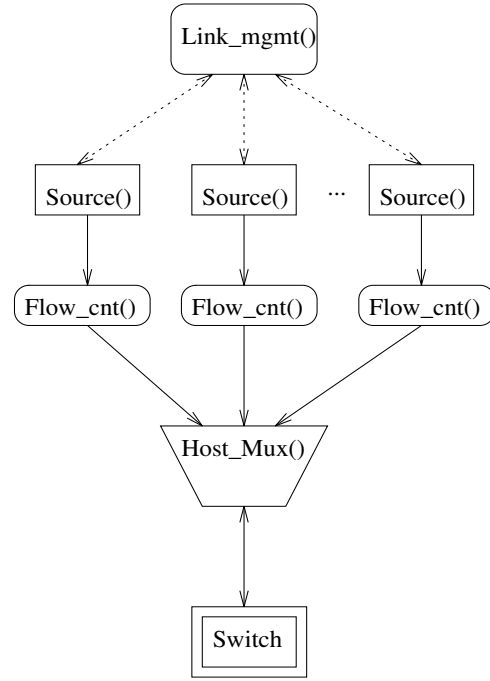 Link_mgmt()
Source()
Source()
...
Source()
Flow_cnt()
Flow_cnt()
Flow_cnt()
Host_Mux()
Switch